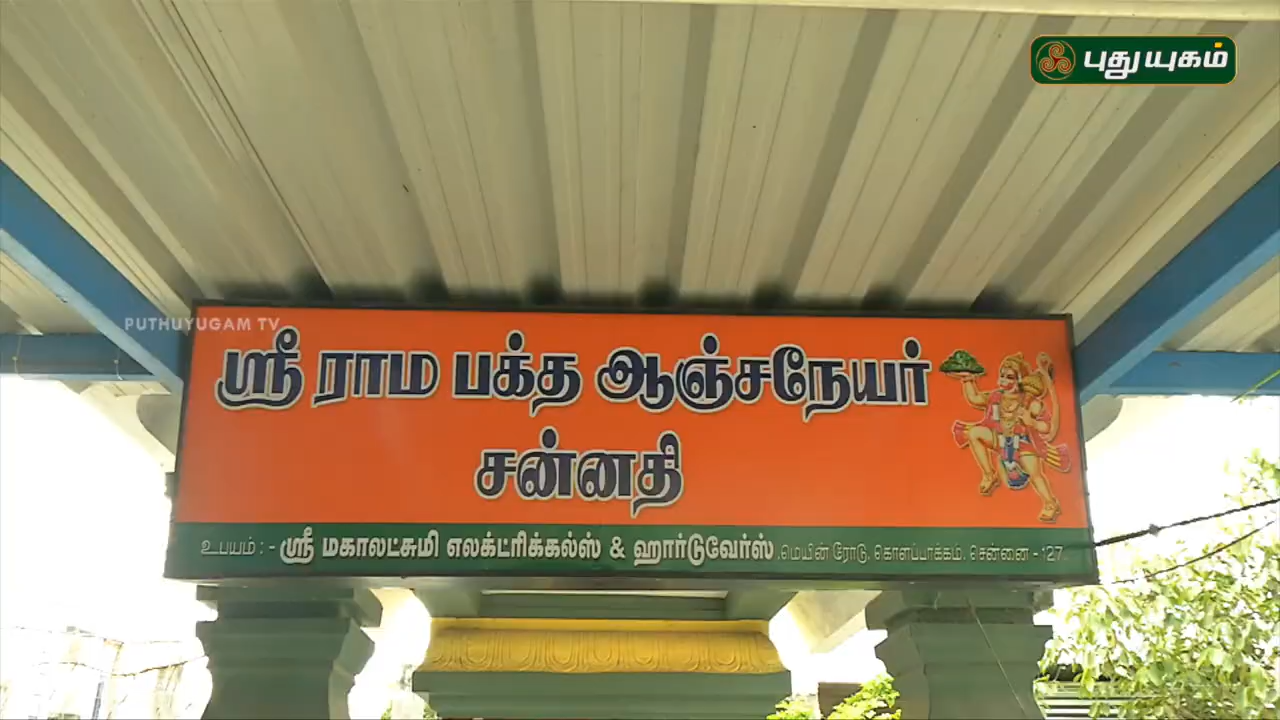 புதுயுகம்
PUTHUYUGAM TV
ஸ்ரீ ராம பக்த ஆஞ்சநேயர்
சன்னதி
உபயம் : - ஸ்ரீ மகாலட்சுமி எலக்ட்ரிக்கல்ஸ் & ஹார்டுவேர்ஸ் .மெயின் ரோடு. கொளப்பாக்கம். சென்னை - 127.